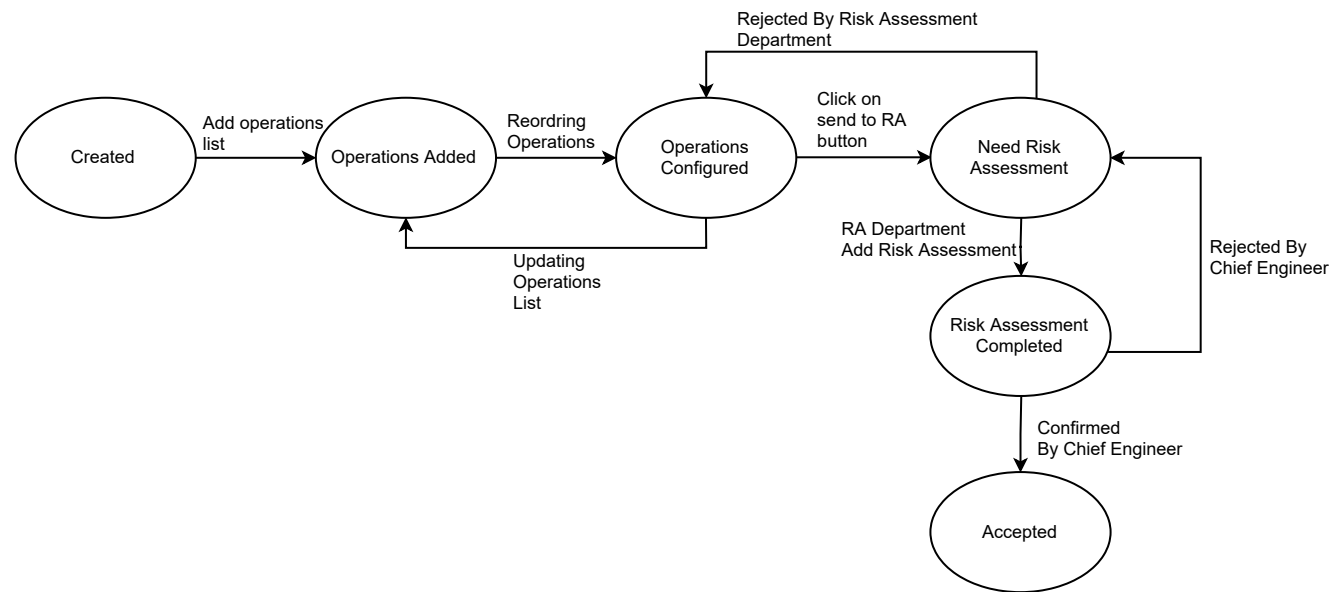 Rejected By Risk Assessment
Department
Created
Add operations
list
Operations Added
Reordring
Operations
Operations
Configured
Click on
send to RA
button
Need Risk
Assessment
Updating
Operations
List
RA Department
Add Risk Assessment
Rejected By
Chief Engineer
Risk Assessment
Completed
Confirmed
By Chief Engineer
Accepted